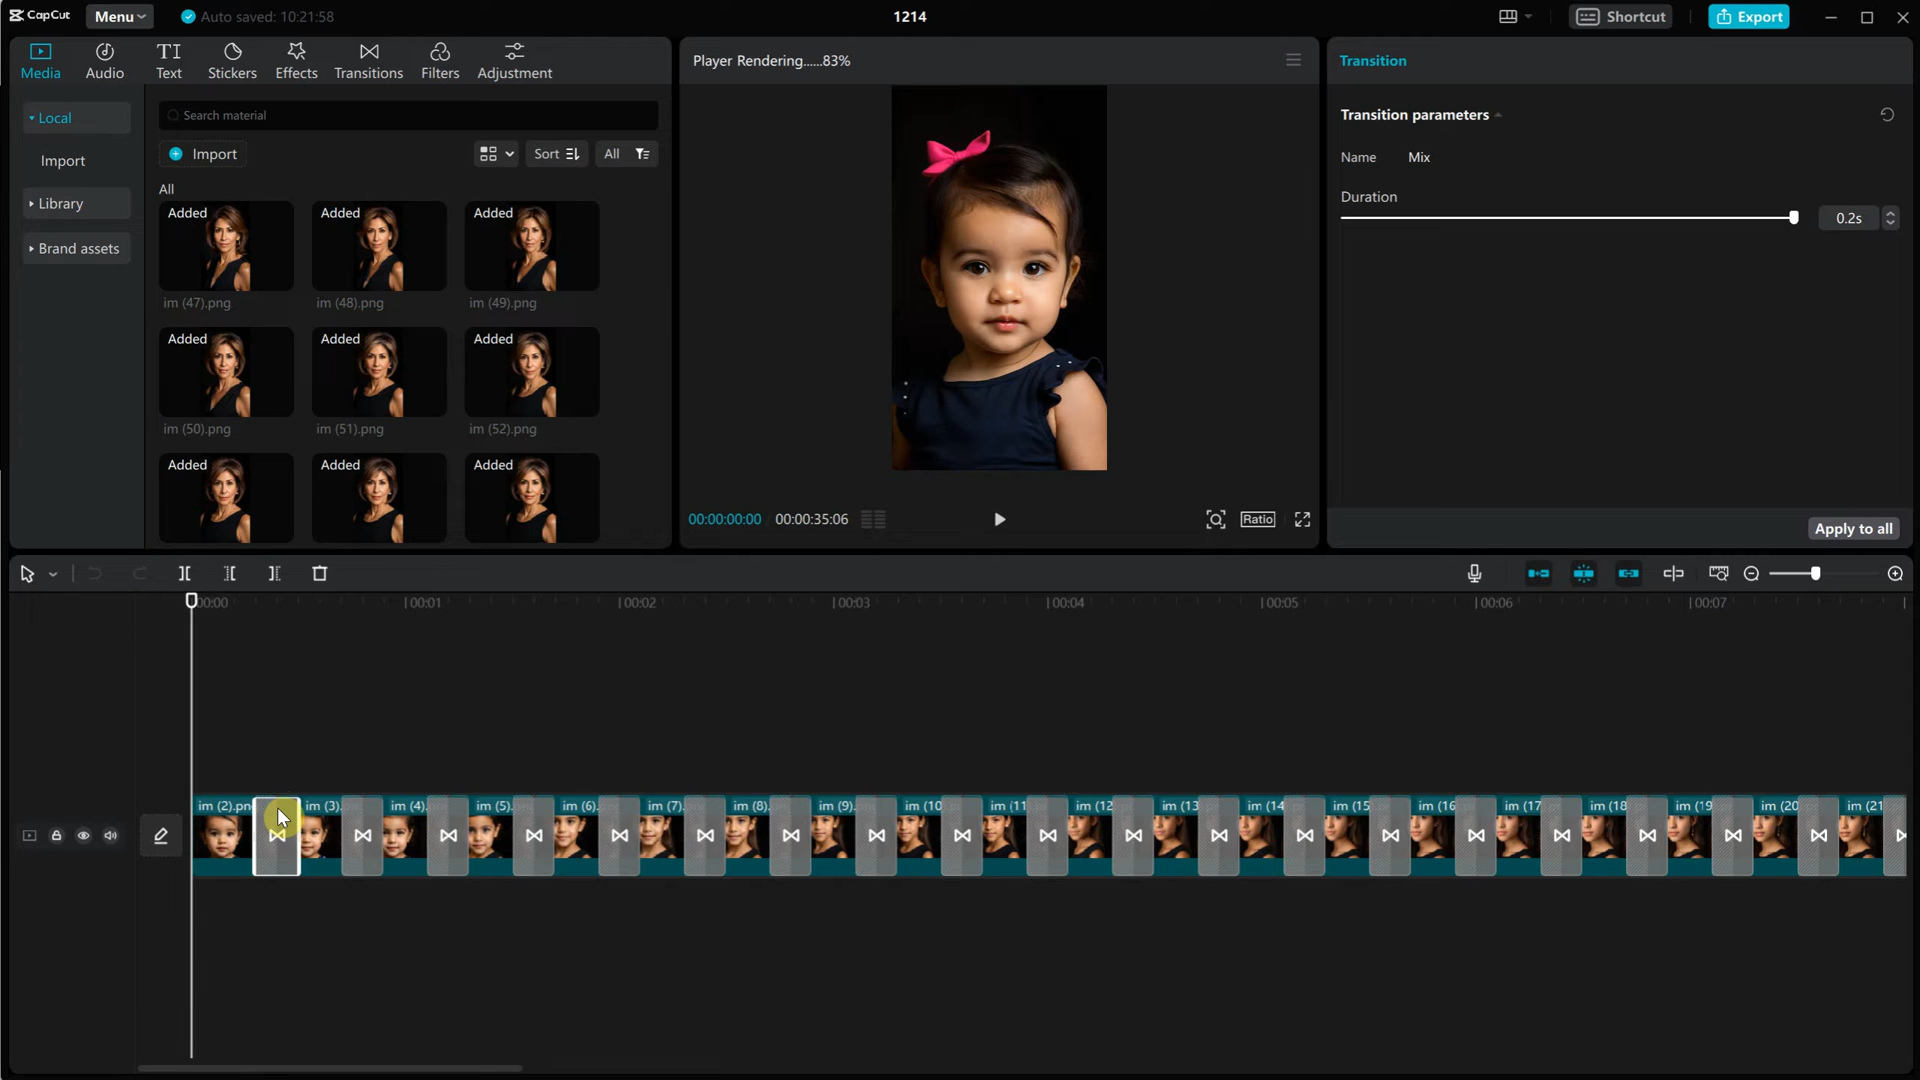 CapCut
Menu
Auto saved: 10:21:58
1214
Shortcut
Export
Media
Audio
TI
Text
Stickers
Effects
Transitions
Filters
Adjustment
Local
Import
Library
Brand assets
Search material
Import
Sort
All
All
Added
Added
Added
im (47).png
im (48).png
im (49).png
Added
Added
Added
im (50).png
im (51).png
im (52).png
Added
Added
Added
Player Rendering......83%
00:00:00:00
00:00:35:06
Ratio
Transition
Transition parameters
Name
Mix
Duration
0.2s
Apply to all
00:00
00:01
00:02
00:03
00:04
00:05
00:06
00:07
im (2).pn
im (3).
im (4).
im (5).
im (6).
im (7).
im (8).
im (9).
im (10
im (11
im (12
im (13
im (14
im (15
im (16
im (17
im (18
im (19
im (20
im (21